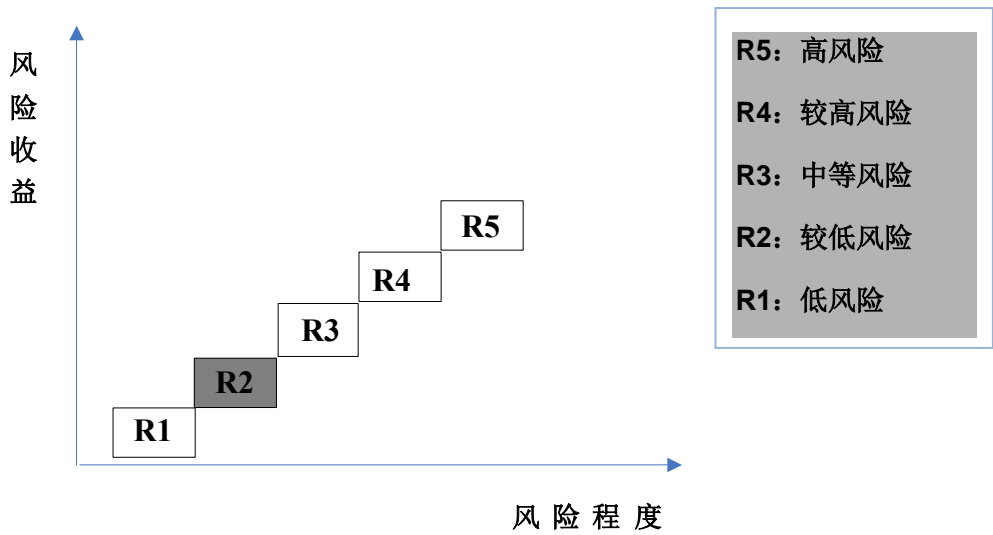 风
险
收
益
R5
R4
R3
R2
R1
风 险 程 度
R5：高风险
R4：较高风险
R3：中等风险
R2：较低风险
R1：低风险